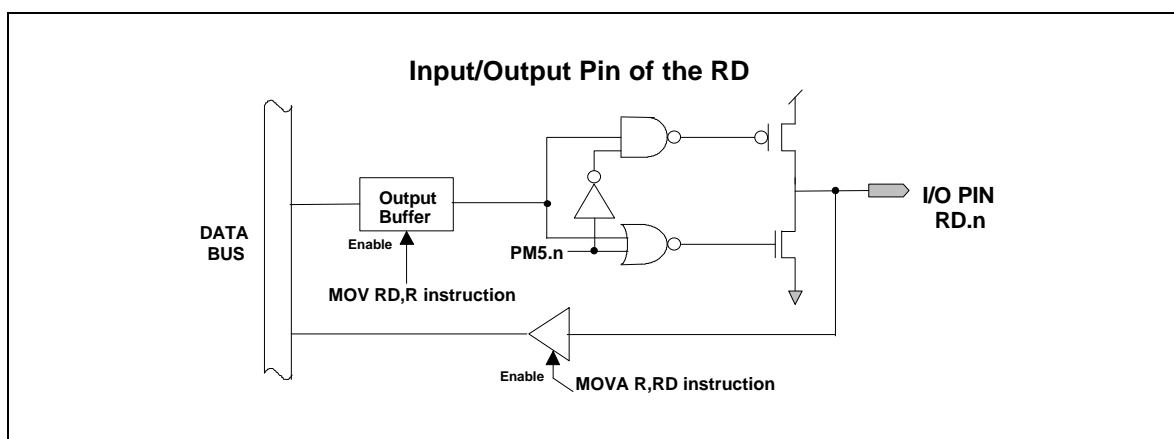 Input/Output Pin of the RD
Output
Buffer
DATA
BUS
Enable
PM5.n
I/O PIN
RD.n
MOV RD,R instruction
Enable
MOVA R,RD instruction